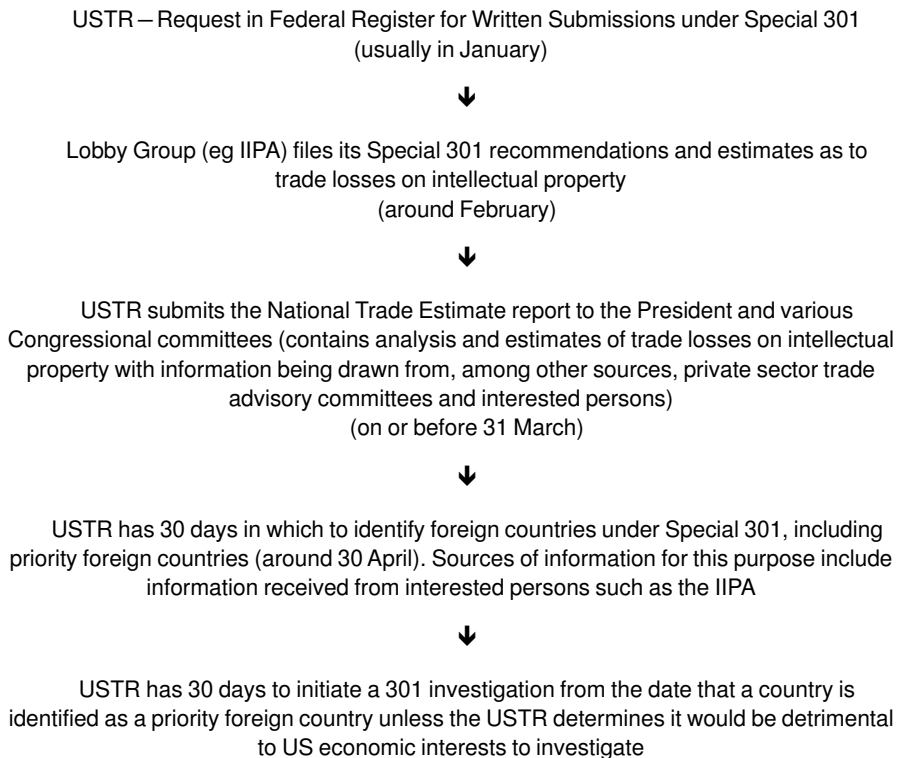 USTR — Request in Federal Register for Written Submissions under Special 301
(usually in January)
Lobby Group (eg IIPA) files its Special 301 recommendations and estimates as to
trade losses on intellectual property
(around February)
USTR submits the National Trade Estimate report to the President and various
Congressional committees (contains analysis and estimates of trade losses on intellectual
property with information being drawn from, among other sources, private sector trade
advisory committees and interested persons)
(on or before 31 March)
USTR has 30 days in which to identify foreign countries under Special 301, including
priority foreign countries (around 30 April). Sources of information for this purpose include
information received from interested persons such as the IIPA
USTR has 30 days to initiate a 301 investigation from the date that a country is
identified as a priority foreign country unless the USTR determines it would be detrimental
to US economic interests to investigate